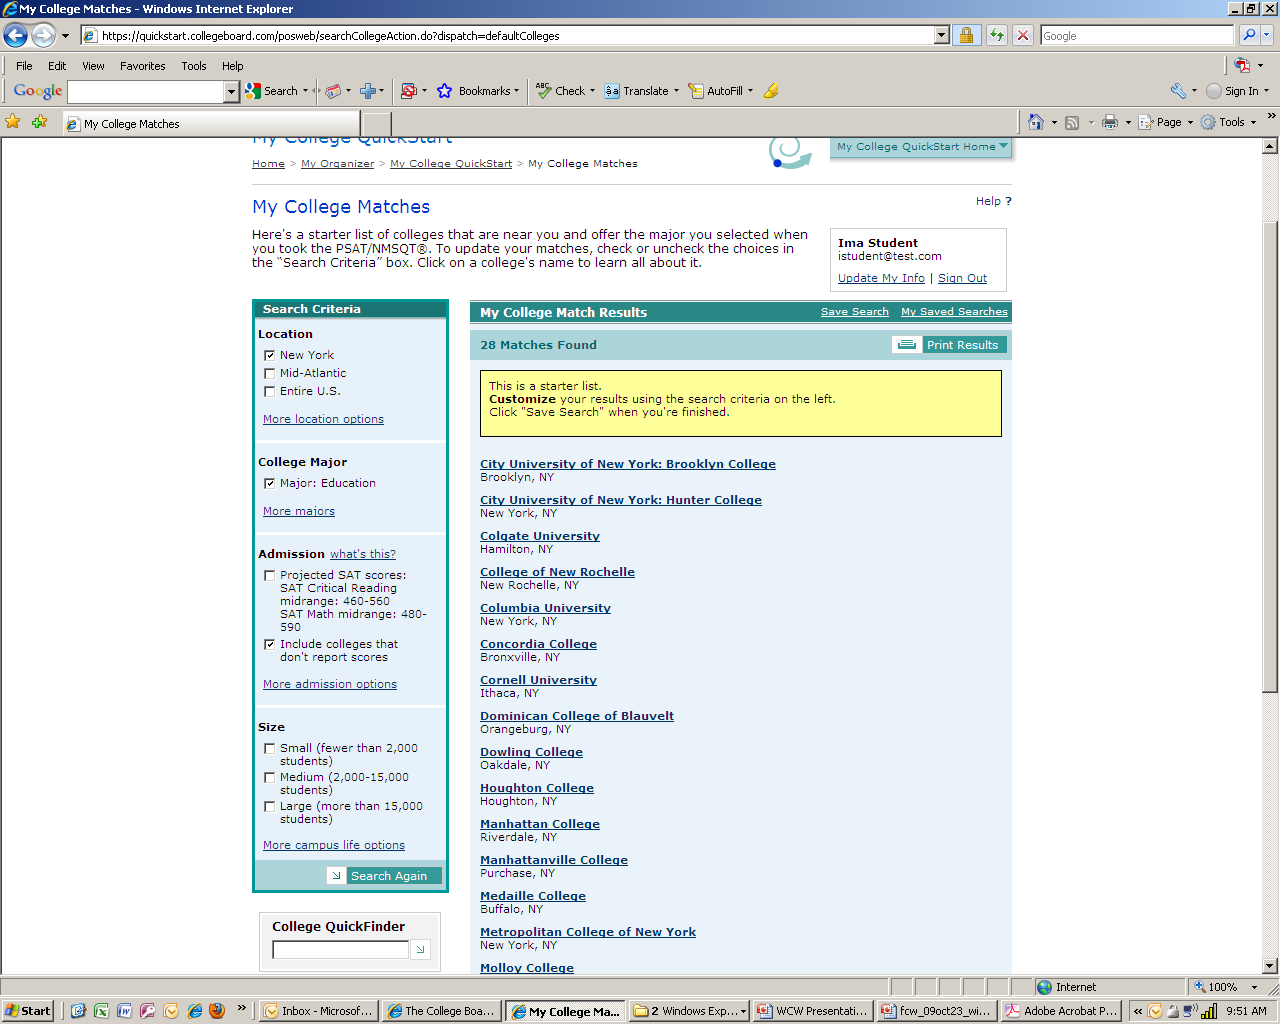 My College Matches - Windows Internet Explorer
https://quickstart.collegeboard.com/posweb/searchCollegeAction.do?dispatch=defaultColleges
Google
File Edit View Favorites Tools Help
Google Search Bookmarks Check Translate AutoFill Sign In
My College Matches
Page Tools
My College QuickStart
My College QuickStart Home
Home > My Organizer > My College QuickStart > My College Matches
Help ?
My College Matches
Here's a starter list of colleges that are near you and offer the major you selected when
you took the PSAT/NMSQT®. To update your matches, check or uncheck the choices in
the "Search Criteria" box. Click on a college's name to learn all about it.
Ima Student
istudent@test.com
Update My Info | Sign Out
Search Criteria
Location
New York
Mid-Atlantic
Entire U.S.
More location options
College Major
Major: Education
More majors
Admission what's this?
Projected SAT scores:
SAT Critical Reading
midrange: 460-560
SAT Math midrange: 480-
590
Include colleges that
don't report scores
More admission options
Size
Small (fewer than 2,000
students)
Medium (2,000-15,000
students)
Large (more than 15,000
students)
More campus life options
Search Again
College QuickFinder
My College Match Results Save Search My Saved Searches
28 Matches Found Print Results
This is a starter list.
Customize your results using the search criteria on the left.
Click "Save Search" when you're finished.
City University of New York: Brooklyn College
Brooklyn, NY
City University of New York: Hunter College
New York, NY
Colgate University
Hamilton, NY
College of New Rochelle
New Rochelle, NY
Columbia University
New York, NY
Concordia College
Bronxville, NY
Cornell University
Ithaca, NY
Dominican College of Blauvelt
Orangeburg, NY
Dowling College
Oakdale, NY
Houghton College
Houghton, NY
Manhattan College
Riverdale, NY
Manhattanville College
Purchase, NY
Medaille College
Buffalo, NY
Metropolitan College of New York
New York, NY
Molloy College
Internet 100%
Start Inbox - Microsof... The College Boa... My College Ma... 2 Windows Exp... WCW Presentati... fcw_09oct23_wi... Adobe Acrobat P... 9:51 AM